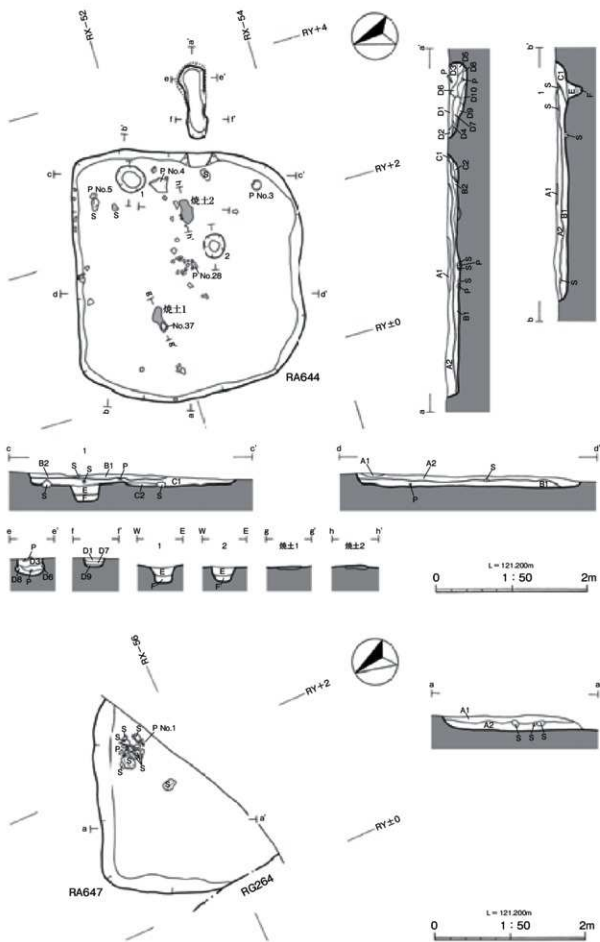 RX-52
RX-54
RY+4
a'
e
e'
f
f'
b'
c
c'
RY+2
P No.4
h
P No.5
S
S
S
1
P No.3
焼土2
h'
2
P No.28
d
d'
g
焼土1
No.37
g'
RY±0
RA644
b
a
a'
D5
D3
D8
P
P
D6
D10
D1
D9
D7
D2
D4
C1
C2
B2
S
S
P
A1
S
P
B1
A2
a
b'
C1
E
F
1
S
S
S
A1
A2
B1
S
b
c
1
c'
B2
S
S
B1
P
C1
S
E
C2
S
d
d'
A1
A2
S
B1
P
e
e'
f
f'
W
E
W
E
g
g'
h
h'
P
D3
D8
P
D6
D1
D7
D9
1
2
焼土1
焼土2
E
F
E
F
L=121.200m
0
1:50
2m
RX-56
RY+2
S
S
S
P No.1
P
S
S
S
S
a
a'
RY±0
RA647
RG264
a
a
A1
A2
S
S
S
L=121.200m
0
1:50
2m